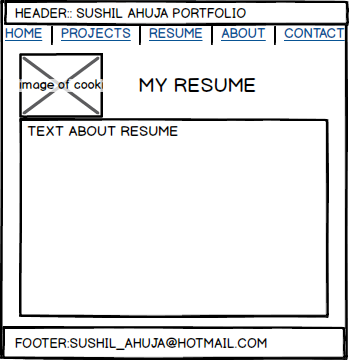 HEADER:: SUSHIL AHUJA PORTFOLIO
HOME PROJECTS RESUME ABOUT CONTACT
image of cooki
MY RESUME
TEXT ABOUT RESUME
FOOTER:SUSHIL_AHUJA@HOTMAIL.COM